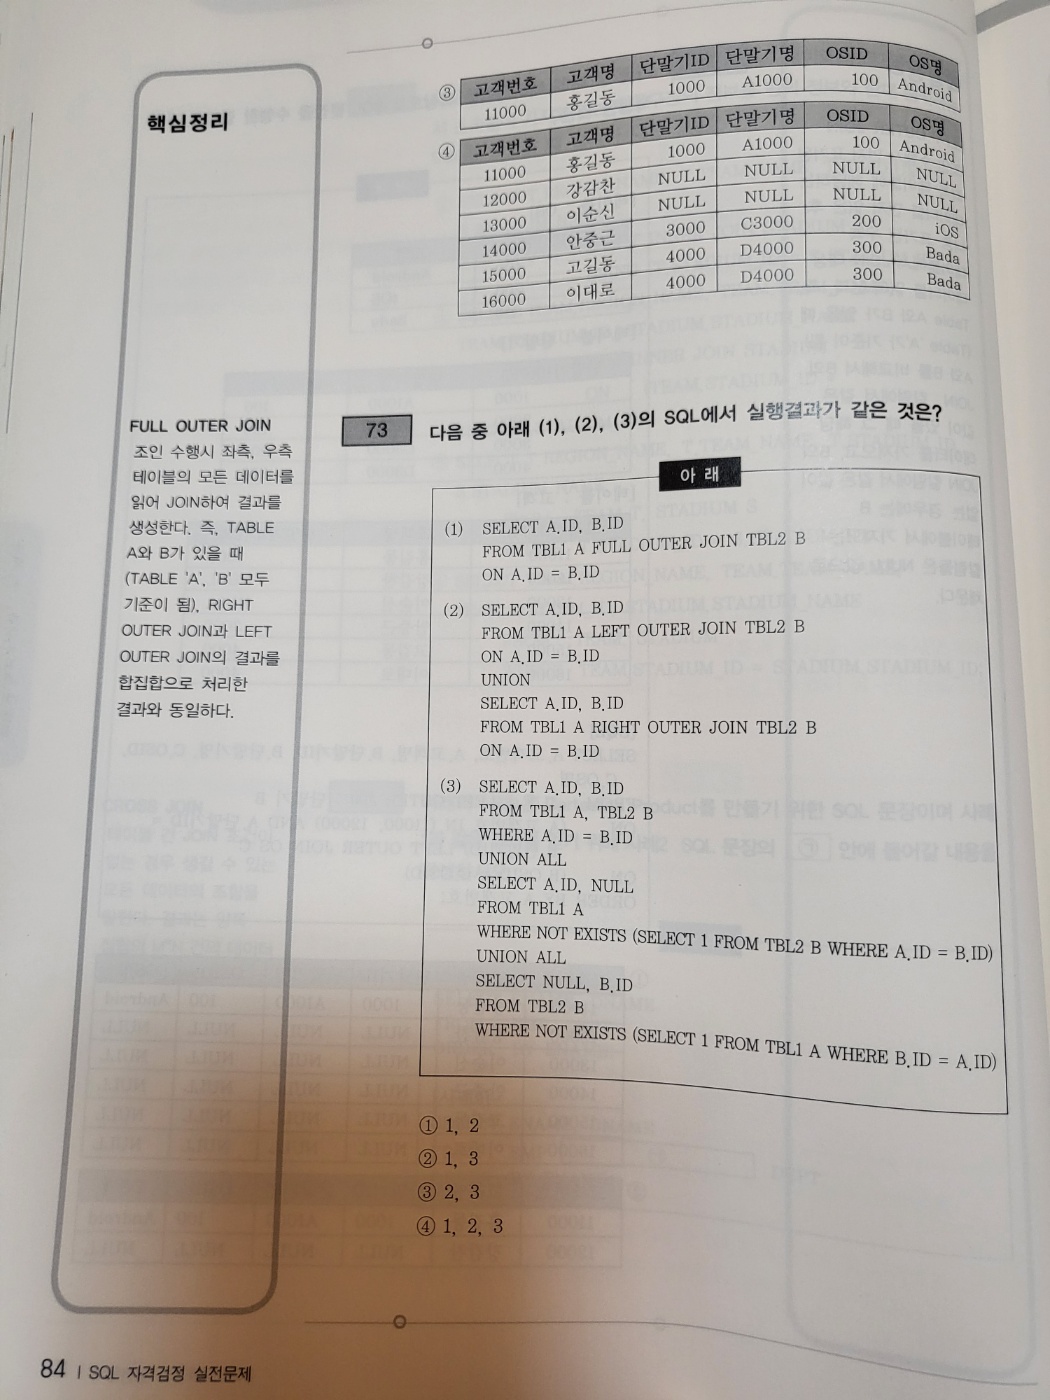 핵심정리
③
고객번호 고객명 단말기ID 단말기명 OSID OS명
11000 홍길동 1000 A1000 100 Android
④
고객번호 고객명 단말기ID 단말기명 OSID OS명
11000 홍길동 1000 A1000 100 Android
12000 강감찬 NULL NULL NULL NULL
13000 이순신 NULL NULL NULL NULL
14000 안중근 3000 C3000 200 iOS
15000 고길동 4000 D4000 300 Bada
16000 이대로 4000 D4000 300 Bada
FULL OUTER JOIN
조인 수행시 좌측, 우측
테이블의 모든 데이터를
읽어 JOIN하여 결과를
생성한다. 즉, TABLE
A와 B가 있을 때
(TABLE 'A', 'B' 모두
기준이 됨), RIGHT
OUTER JOIN과 LEFT
OUTER JOIN의 결과를
합집합으로 처리한
결과와 동일하다.
73 다음 중 아래 (1), (2), (3)의 SQL에서 실행결과가 같은 것은?
아 래
(1) SELECT A.ID, B.ID
FROM TBL1 A FULL OUTER JOIN TBL2 B
ON A.ID = B.ID
(2) SELECT A.ID, B.ID
FROM TBL1 A LEFT OUTER JOIN TBL2 B
ON A.ID = B.ID
UNION
SELECT A.ID, B.ID
FROM TBL1 A RIGHT OUTER JOIN TBL2 B
ON A.ID = B.ID
(3) SELECT A.ID, B.ID
FROM TBL1 A, TBL2 B
WHERE A.ID = B.ID
UNION ALL
SELECT A.ID, NULL
FROM TBL1 A
WHERE NOT EXISTS (SELECT 1 FROM TBL2 B WHERE A.ID = B.ID)
UNION ALL
SELECT NULL, B.ID
FROM TBL2 B
WHERE NOT EXISTS (SELECT 1 FROM TBL1 A WHERE B.ID = A.ID)
① 1, 2
② 1, 3
③ 2, 3
④ 1, 2, 3
84 | SQL 자격검정 실전문제